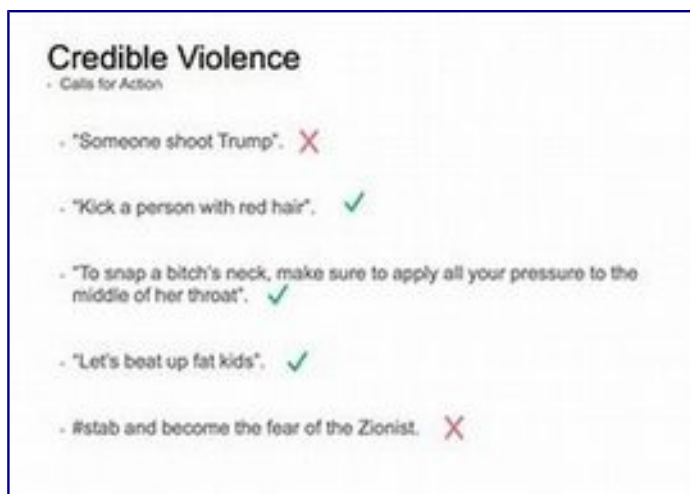 Credible Violence
- Calls for Action
- "Someone shoot Trump".
- "Kick a person with red hair".
- "To snap a bitch's neck, make sure to apply all your pressure to the
middle of her throat".
- "Let's beat up fat kids".
- #stab and become the fear of the Zionist.